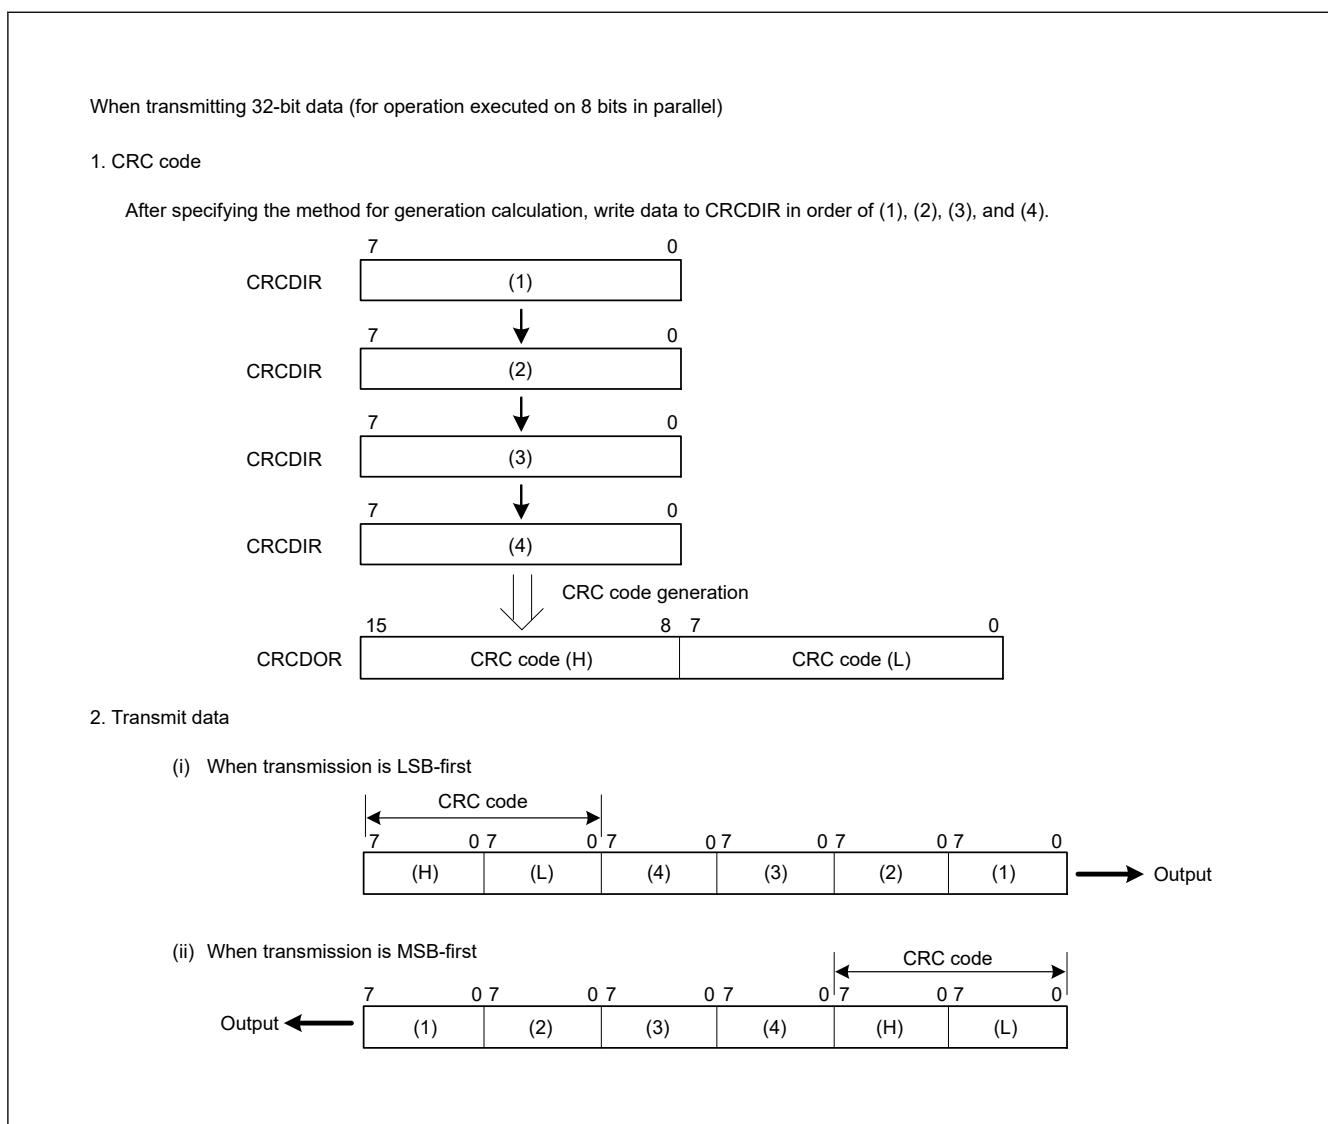 When transmitting 32-bit data (for operation executed on 8 bits in parallel)
1. CRC code
After specifying the method for generation calculation, write data to CRCDIR in order of (1), (2), (3), and (4).
7 0
CRCDIR (1)
7 0
CRCDIR (2)
7 0
CRCDIR (3)
7 0
CRCDIR (4)
CRC code generation
15 8 7 0
CRCDOR CRC code (H) CRC code (L)
2. Transmit data
(i) When transmission is LSB-first
CRC code
7 0 7 0 7 0 7 0 7 0 7 0
(H) (L) (4) (3) (2) (1) Output
(ii) When transmission is MSB-first
CRC code
7 0 7 0 7 0 7 0 7 0 7 0
Output (1) (2) (3) (4) (H) (L)